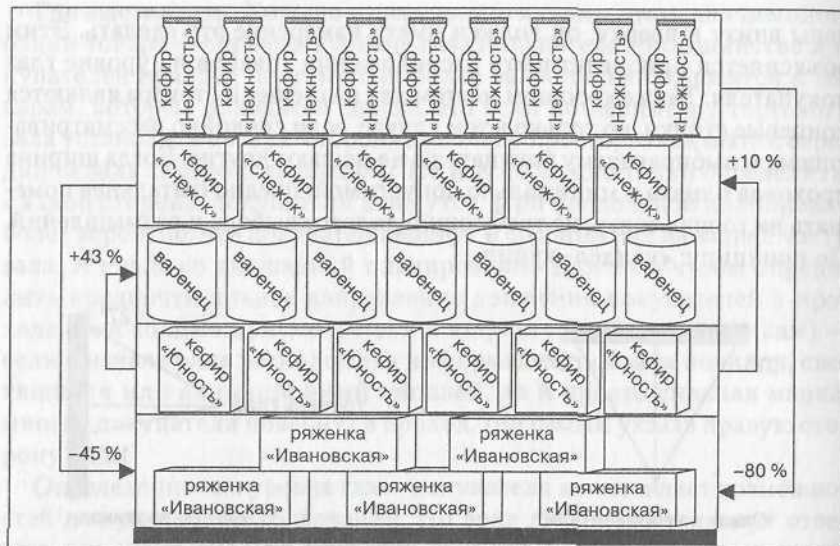 кефир «Нежность»
кефир «Нежность»
кефир «Нежность»
кефир «Нежность»
кефир «Нежность»
кефир «Нежность»
кефир «Нежность»
кефир «Нежность»
кефир «Нежность»
кефир «Снежок»
кефир «Снежок»
кефир «Снежок»
кефир «Снежок»
кефир «Снежок»
кефир «Снежок»
+10 %
+43 %
варенец
варенец
варенец
варенец
варенец
варенец
варенец
кефир «Юность»
кефир «Юность»
кефир «Юность»
кефир «Юность»
кефир «Юность»
кефир «Юность»
ряженка
«Ивановская»
ряженка
«Ивановская»
–45 %
–80 %
ряженка
«Ивановская»
ряженка
«Ивановская»
ряженка
«Ивановская»